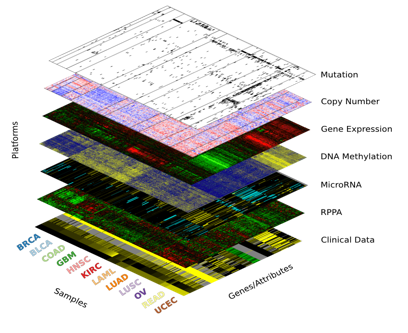 Mutation
Copy Number
Gene Expression
DNA Methylation
MicroRNA
RPPA
Clinical Data
Platforms
BRCA
BLCA
COAD
GBM
HNSC
KIRC
LAML
LUAD
LUSC
OV
READ
UCEC
Samples
Genes/Attributes